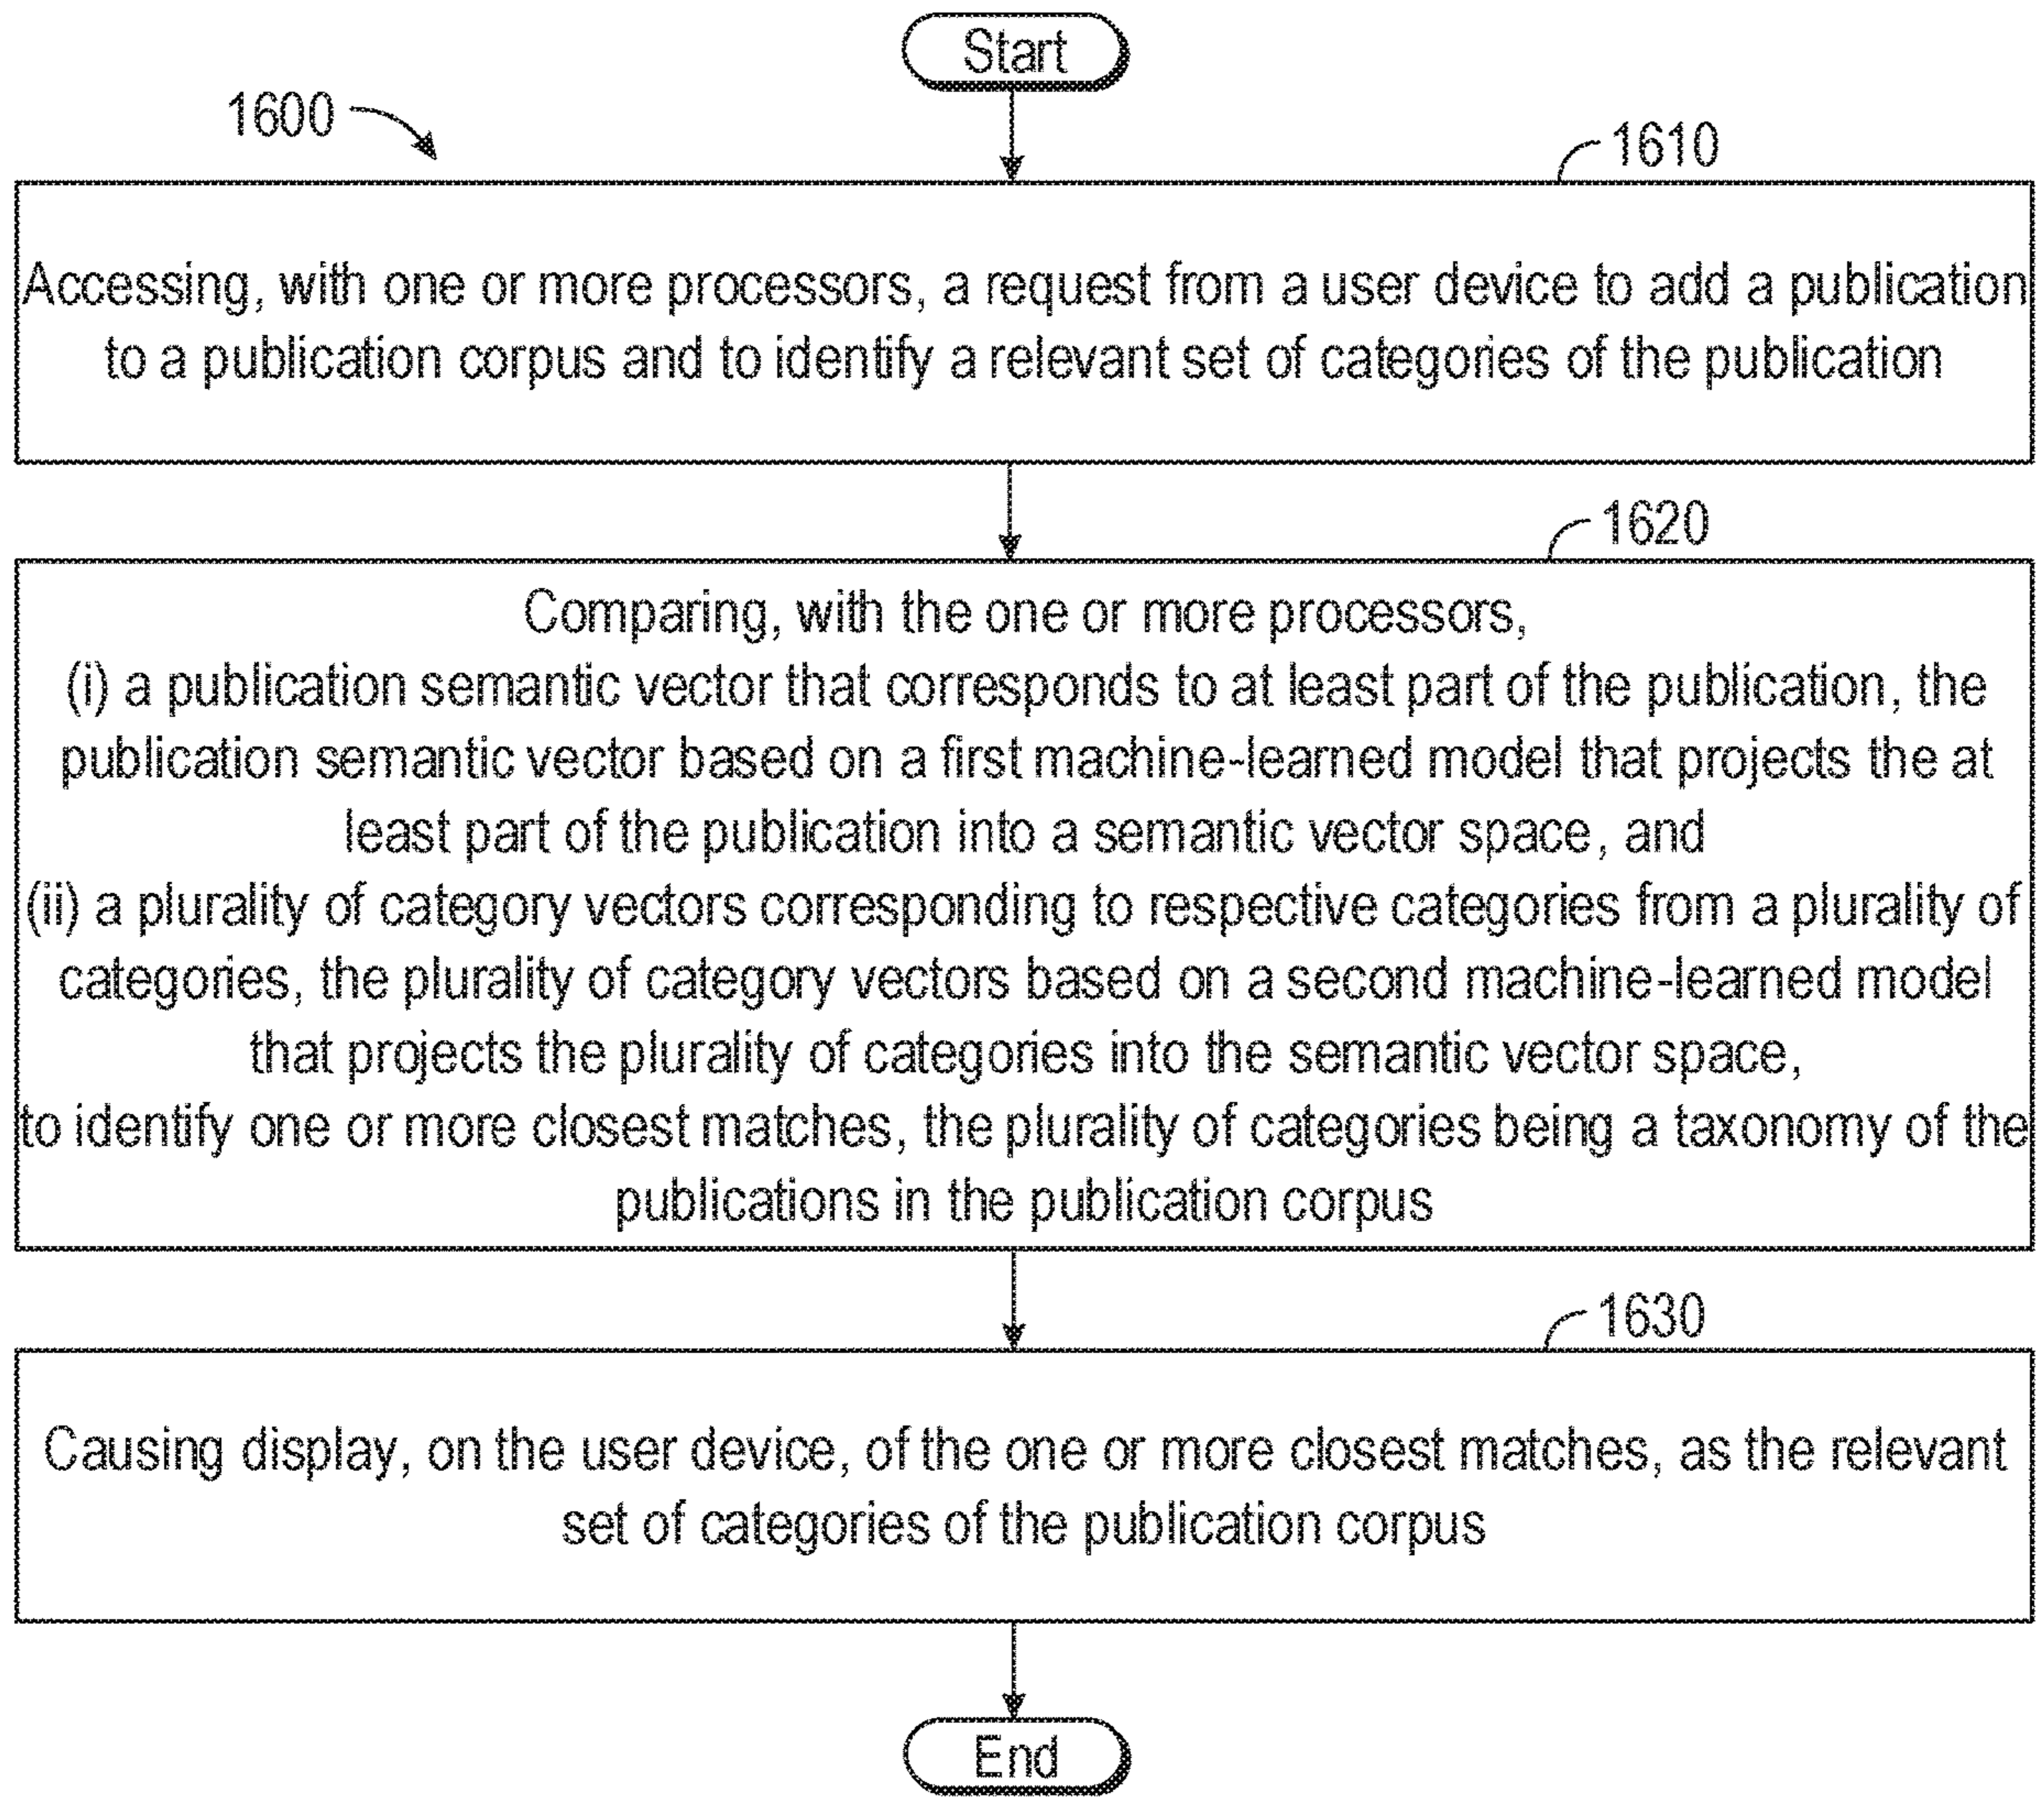 Start
1600
1610
Accessing, with one or more processors, a request from a user device to add a publication
to a publication corpus and to identify a relevant set of categories of the publication
1620
Comparing, with the one or more processors,
(i) a publication semantic vector that corresponds to at least part of the publication, the
publication semantic vector based on a first machine-learned model that projects the at
least part of the publication into a semantic vector space, and
(ii) a plurality of category vectors corresponding to respective categories from a plurality of
categories, the plurality of category vectors based on a second machine-learned model
that projects the plurality of categories into the semantic vector space,
to identify one or more closest matches, the plurality of categories being a taxonomy of the
publications in the publication corpus
1630
Causing display, on the user device, of the one or more closest matches, as the relevant
set of categories of the publication corpus
End